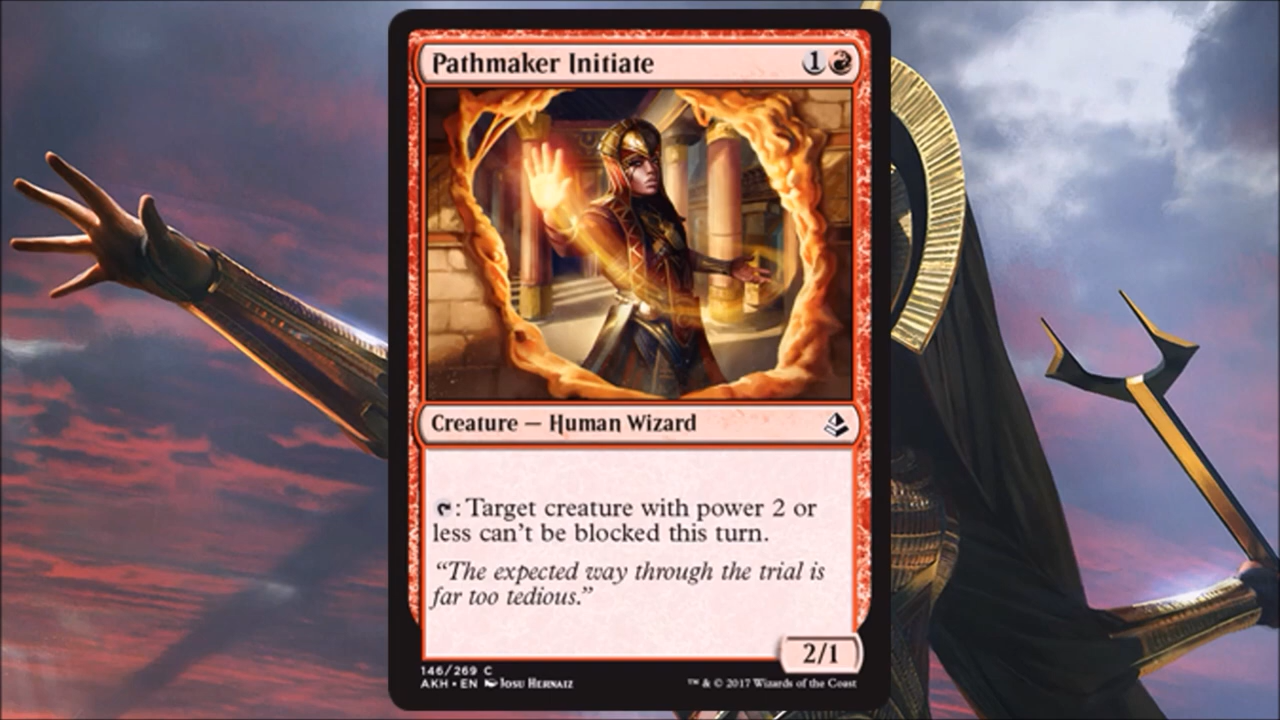 Pathmaker Initiate 1
Creature — Human Wizard
: Target creature with power 2 or
less can't be blocked this turn.
“The expected way through the trial is
far too tedious.”
2/1
146/269 C
AKH • EN Josu Hernaiz
™ & © 2017 Wizards of the Coast